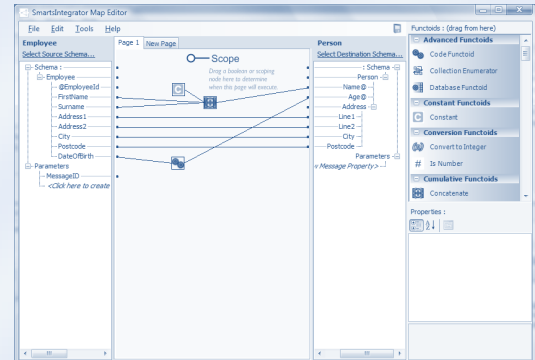 SmartsIntegrator Map Editor
File Edit Tools Help
Employee
Select Source Schema...
Schema :
Employee
@EmployeeId
FirstName
Surname
Address1
Address2
City
Postcode
DateOfBirth
Parameters
MessageID
<Click here to create
Page 1 New Page
Scope
Drag a boolean or scoping
node here to determine
when this page will execute.
C
Person
Select Destination Schema...
: Schema
Person
Name@
Age@
Address
Line1
Line2
City
Postcode
Parameters
< Message Property>
Functoids : (drag from here)
Advanced Functoids
Code Functoid
Collection Enumerator
Database Functoid
Constant Functoids
C Constant
Conversion Functoids
Convert to Integer
# Is Number
Cumulative Functoids
Concatenate
Properties :